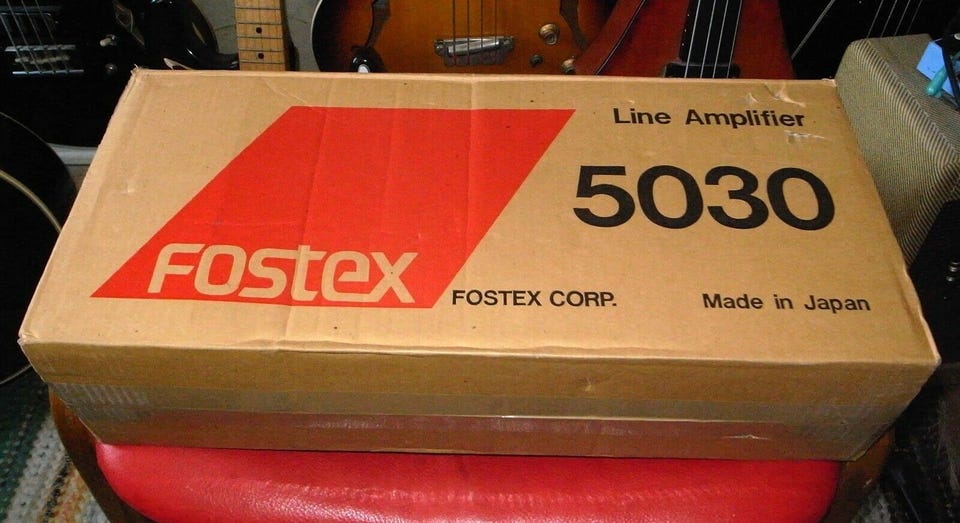 Line Amplifier
5030
Fostex
FOSTEX CORP.
Made in Japan